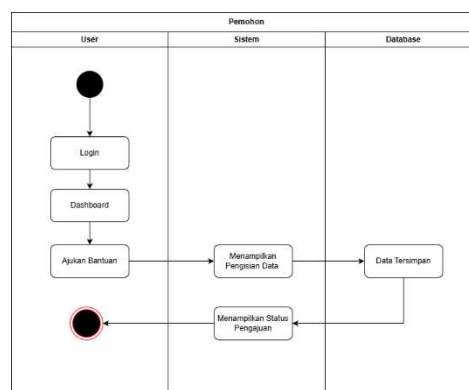 Pemohon
User
Sistem
Database
Login
Dashboard
Ajukan Bantuan
Menampilkan
Pengisian Data
Data Tersimpan
Menampilkan Status
Pengajuan